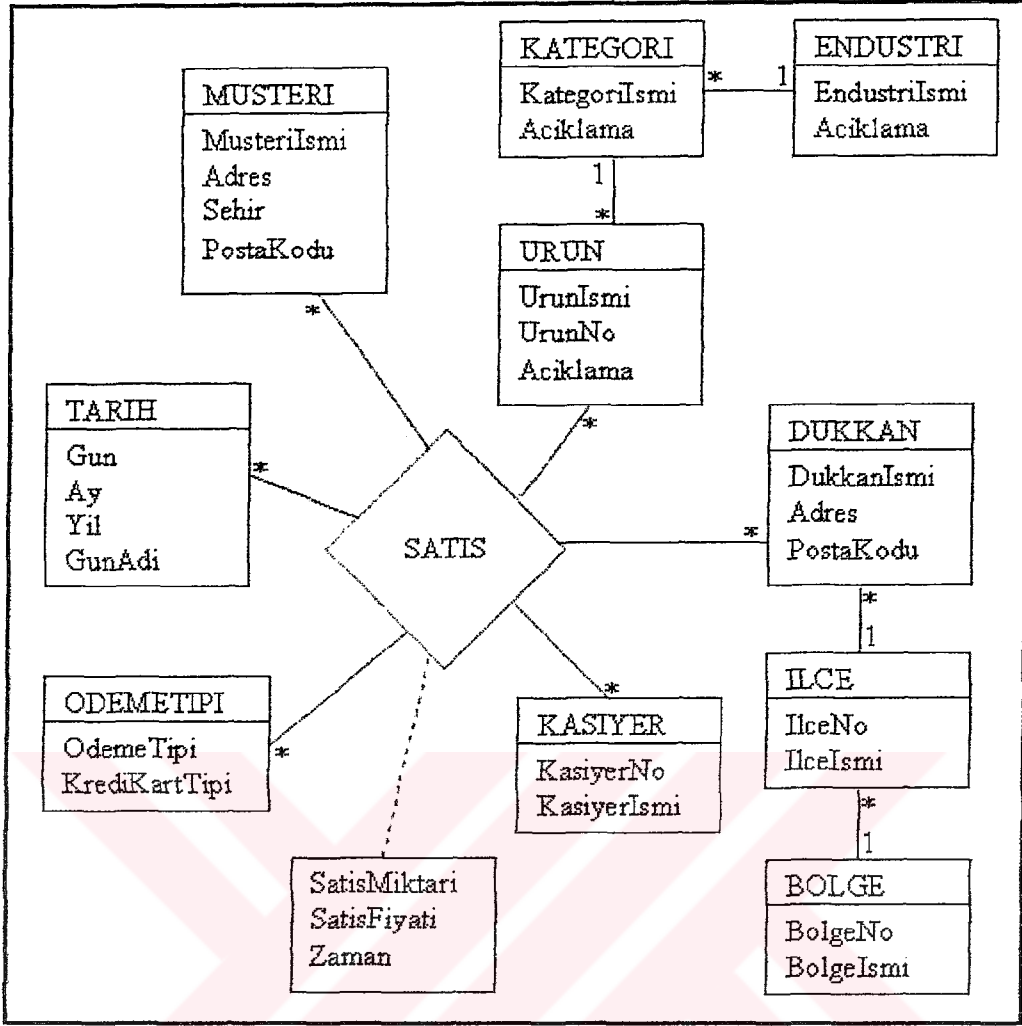 KATEGORI
KategoriIsmi
Aciklama
*
1
ENDUSTRI
EndustriIsmi
Aciklama
MUSTERI
MusteriIsmi
Adres
Sehir
PostaKodu
*
1
*
URUN
UrunIsmi
UrunNo
Aciklama
*
TARIH
Gun
Ay
Yil
GunAdi
*
SATIS
DUKKAN
DukkanIsmi
Adres
PostaKodu
*
*
1
ODEMETIPI
OdemeTipi
KrediKartTipi
*
*
KASIYER
KasiyerNo
KasiyerIsmi
ILCE
IlceNo
IlceIsmi
*
1
SatisMiktari
SatisFiyati
Zaman
BOLGE
BolgeNo
BolgeIsmi